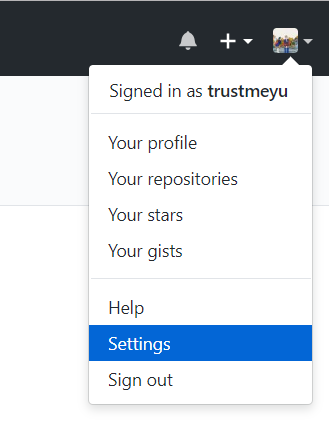 Signed in as trustmeyu
Your profile
Your repositories
Your stars
Your gists
Help
Settings
Sign out